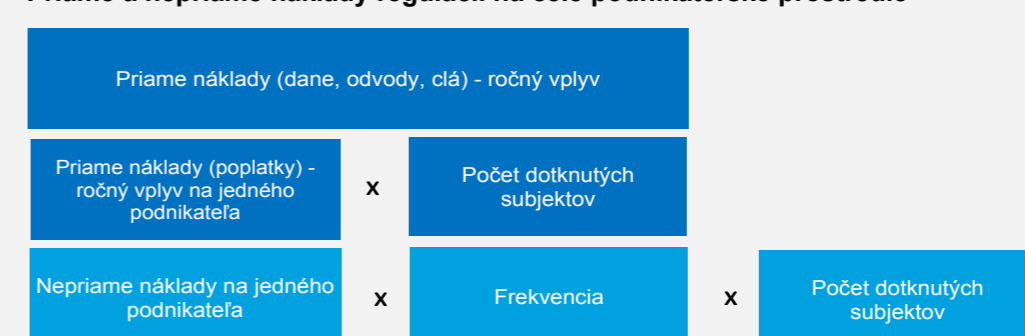 Priame náklady (dane, odvody, clá) - ročný vplyv
Priame náklady (poplatky) -
ročný vplyv na jedného
podnikateľa
x
Počet dotknutých
subjektov
Nepriame náklady na jedného
podnikateľa
x
Frekvencia
x
Počet dotknutých
subjektov